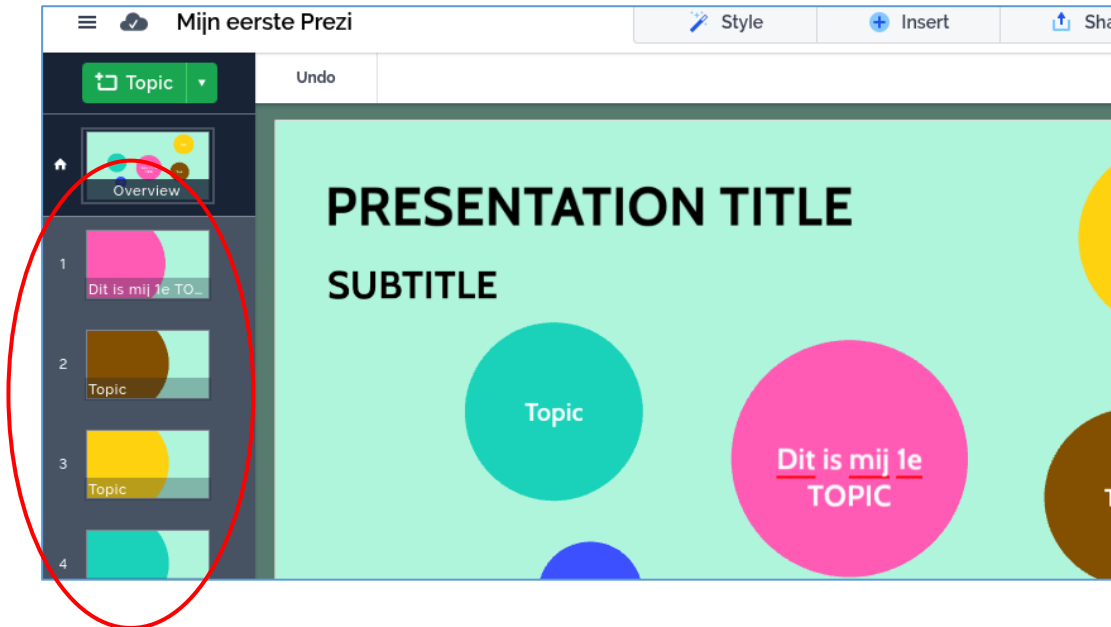 Mijn eerste Prezi
Style
Insert
Sha
Topic
Undo
Overview
1
Dit is mij 1e TO...
2
Topic
3
Topic
4
PRESENTATION TITLE
SUBTITLE
Topic
Dit is mij 1e
TOPIC
T